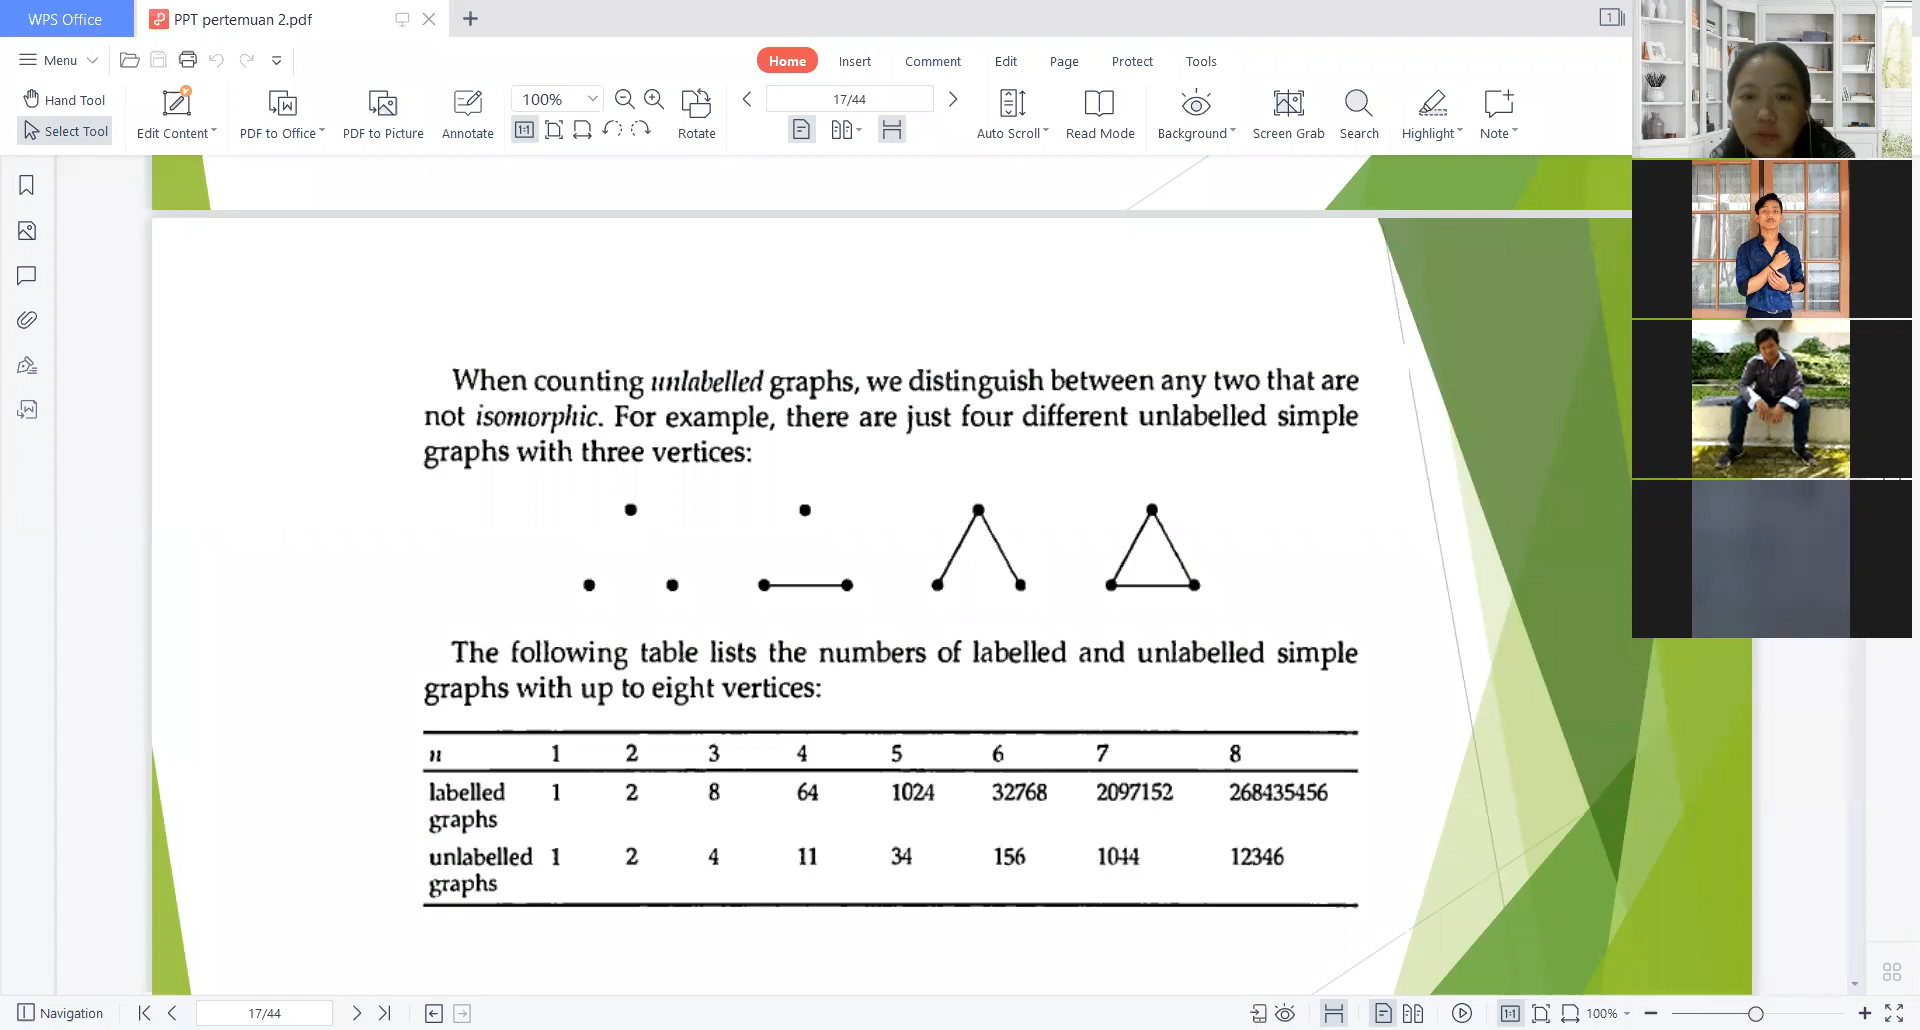 WPS Office
PPT pertemuan 2.pdf
1
Menu
Home Insert Comment Edit Page Protect Tools
Hand Tool
Select Tool
Edit Content
PDF to Office
PDF to Picture
Annotate
100%
1:1
Rotate
17/44
Auto Scroll
Read Mode
Background
Screen Grab
Search
Highlight
Note
When counting unlabelled graphs, we distinguish between any two that are
not isomorphic. For example, there are just four different unlabelled simple
graphs with three vertices:
The following table lists the numbers of labelled and unlabelled simple
graphs with up to eight vertices:
n 1 2 3 4 5 6 7 8
labelled 1 2 8 64 1024 32768 2097152 268435456
graphs
unlabelled 1 2 4 11 34 156 1044 12346
graphs
Navigation
17/44
1:1
100%